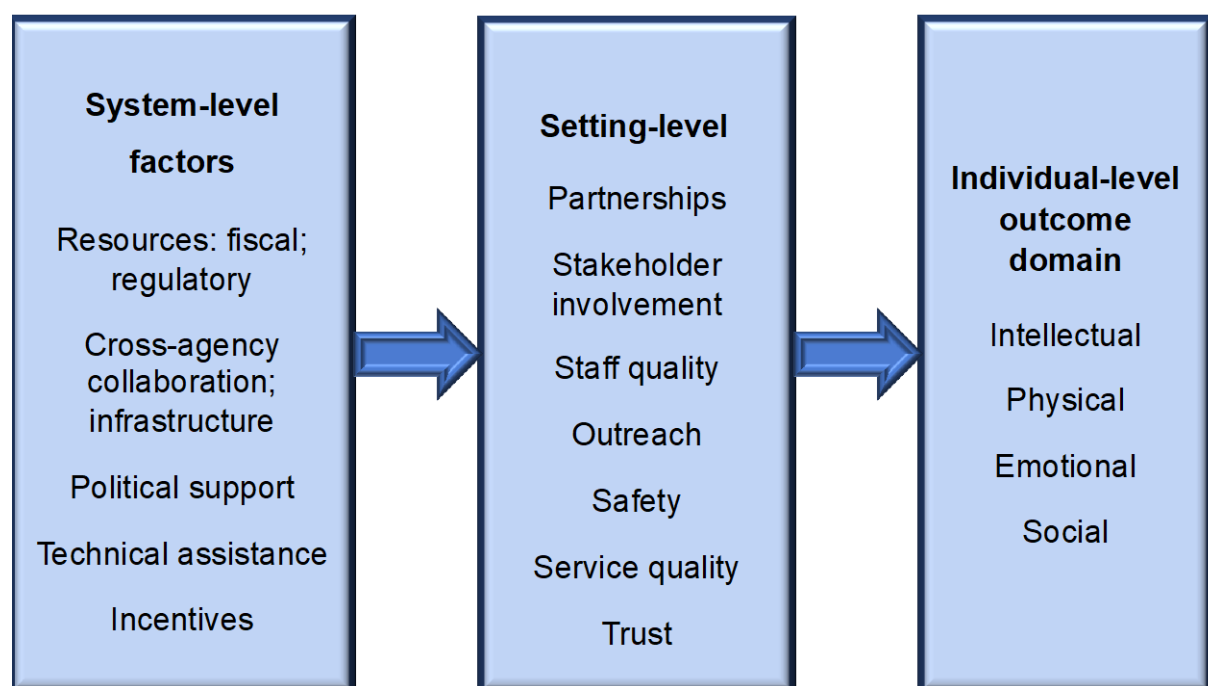 System-level
factors
Resources: fiscal;
regulatory
Cross-agency
collaboration;
infrastructure
Political support
Technical assistance
Incentives
Setting-level
Partnerships
Stakeholder
involvement
Staff quality
Outreach
Safety
Service quality
Trust
Individual-level
outcome
domain
Intellectual
Physical
Emotional
Social